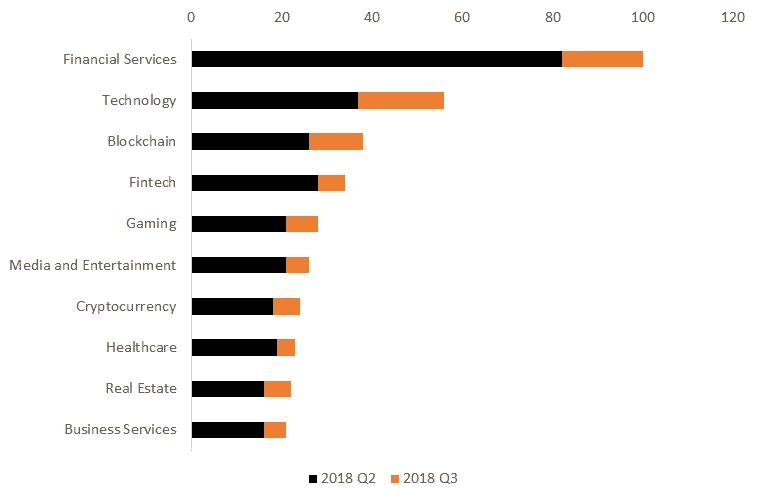 0 20 40 60 80 100 120
Financial Services
Technology
Blockchain
Fintech
Gaming
Media and Entertainment
Cryptocurrency
Healthcare
Real Estate
Business Services
2018 Q2 2018 Q3